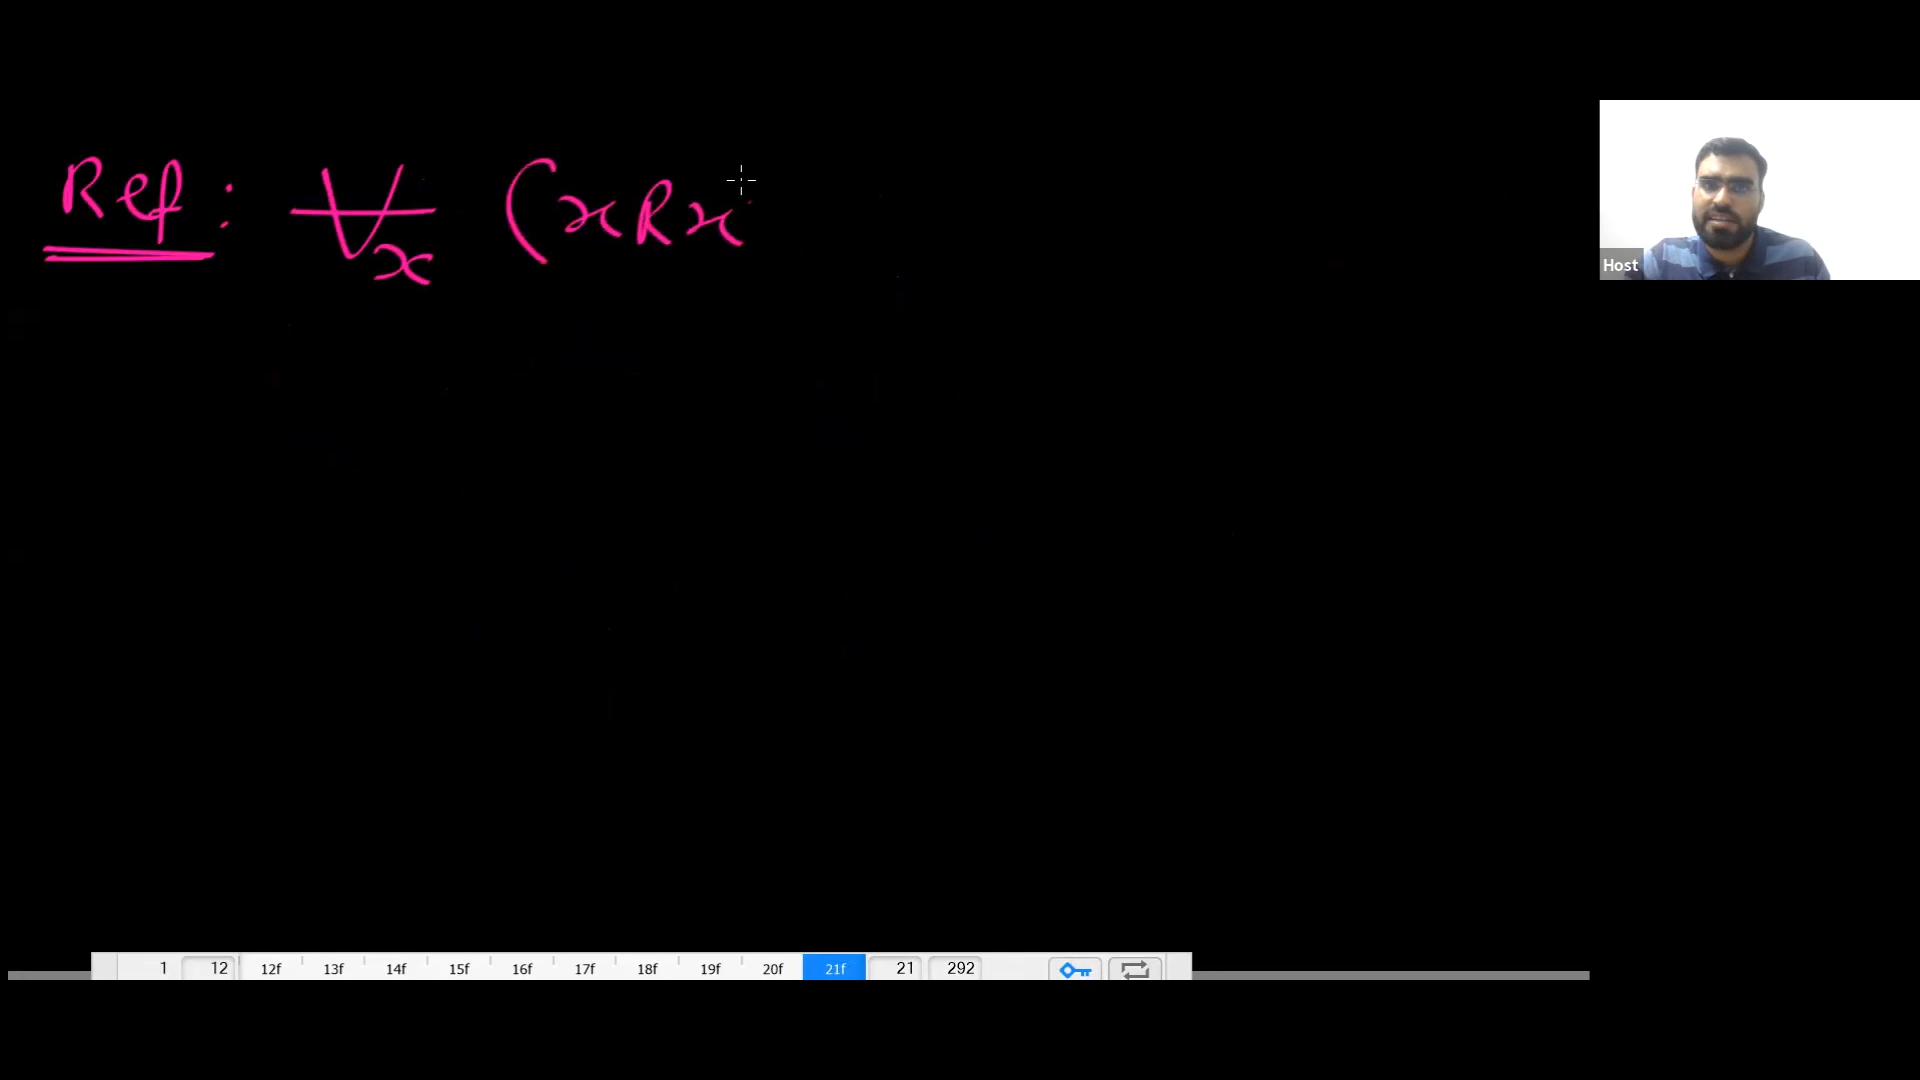 Ref : ∀x (xRx
Host
1 12 12f 13f 14f 15f 16f 17f 18f 19f 20f 21f 21 292